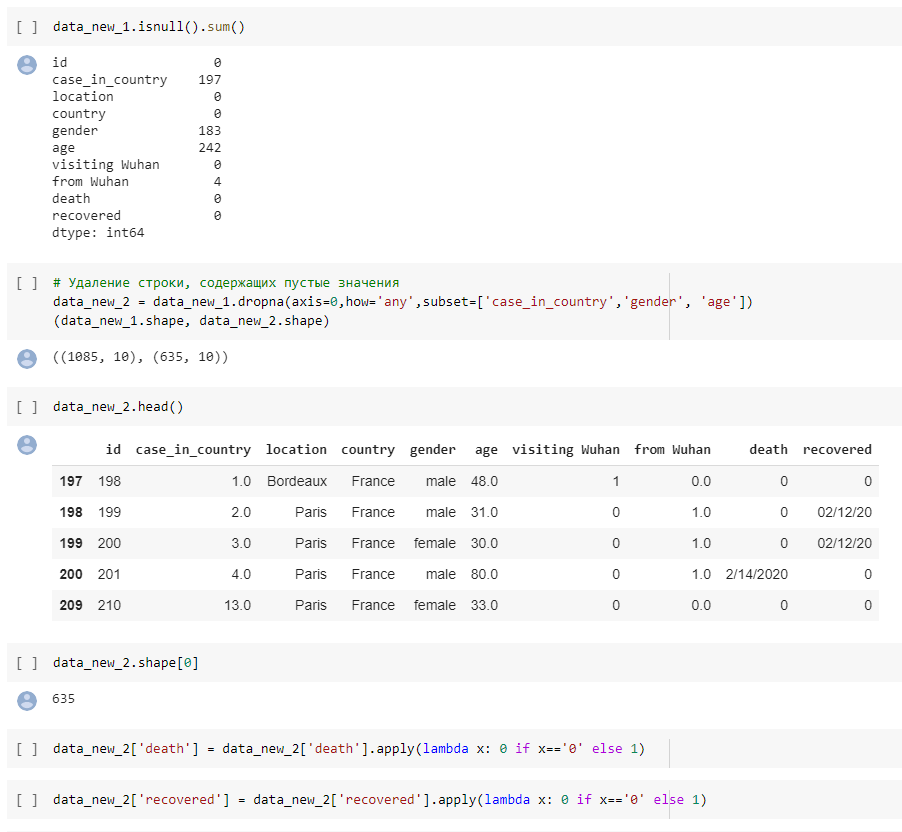 [ ] data_new_1.isnull().sum()
id 0
case_in_country 197
location 0
country 0
gender 183
age 242
visiting Wuhan 0
from Wuhan 4
death 0
recovered 0
dtype: int64
[ ] # Удаление строки, содержащих пустые значения
data_new_2 = data_new_1.dropna(axis=0,how='any',subset=['case_in_country','gender', 'age'])
(data_new_1.shape, data_new_2.shape)
((1085, 10), (635, 10))
[ ] data_new_2.head()
id case_in_country location country gender age visiting Wuhan from Wuhan death recovered
197 198 1.0 Bordeaux France male 48.0 1 0.0 0 0
198 199 2.0 Paris France male 31.0 0 1.0 0 02/12/20
199 200 3.0 Paris France female 30.0 0 1.0 0 02/12/20
200 201 4.0 Paris France male 80.0 0 1.0 2/14/2020 0
209 210 13.0 Paris France female 33.0 0 0.0 0 0
[ ] data_new_2.shape[0]
635
[ ] data_new_2['death'] = data_new_2['death'].apply(lambda x: 0 if x=='0' else 1)
[ ] data_new_2['recovered'] = data_new_2['recovered'].apply(lambda x: 0 if x=='0' else 1)